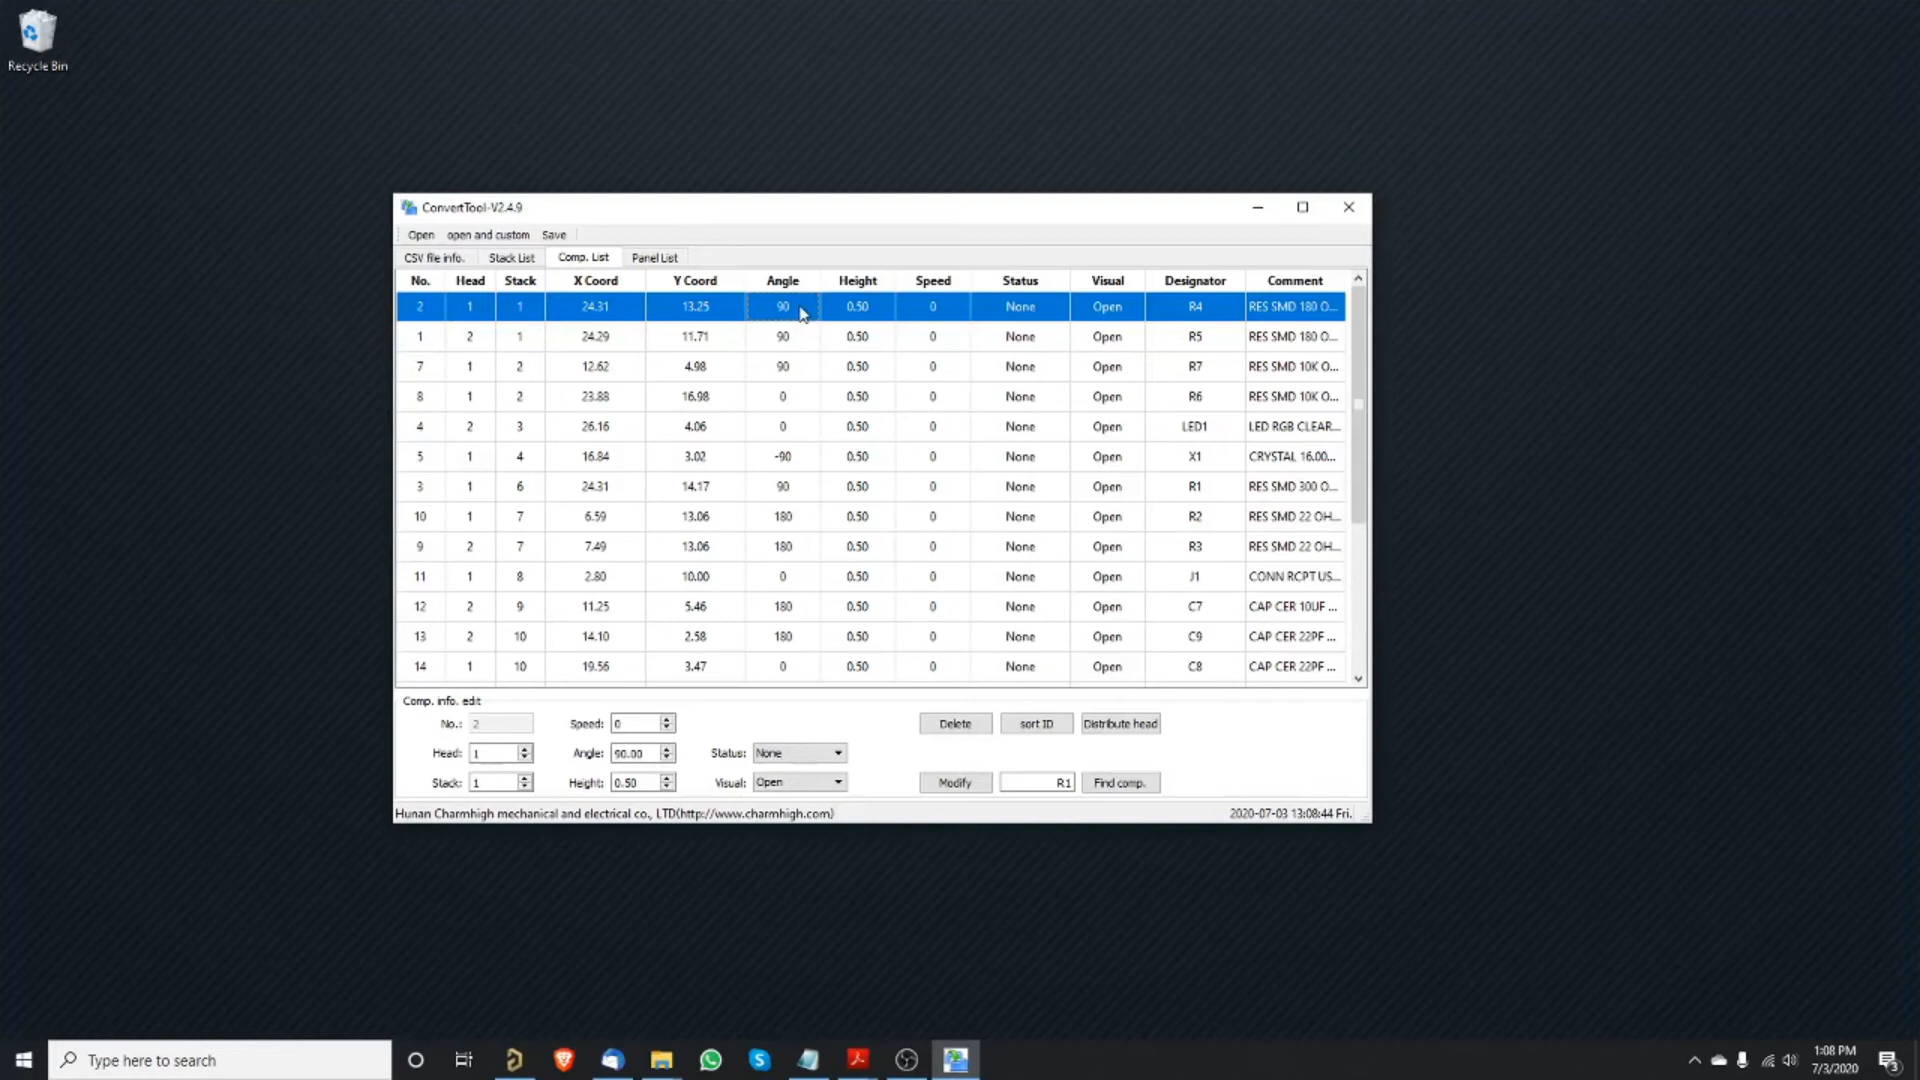 Recycle Bin
ConvertTool-V2.4.9
Open open and custom Save
CSV file info. Stack List Comp. List Panel List
No. Head Stack X Coord Y Coord Angle Height Speed Status Visual Designator Comment
2 1 1 24.31 13.25 90 0.50 0 None Open R4 RES SMD 180 O...
1 2 1 24.29 11.71 90 0.50 0 None Open R5 RES SMD 180 O...
7 1 2 12.62 4.98 90 0.50 0 None Open R7 RES SMD 10K O...
8 1 2 23.88 16.98 0 0.50 0 None Open R6 RES SMD 10K O...
4 2 3 26.16 4.06 0 0.50 0 None Open LED1 LED RGB CLEAR...
5 1 4 16.84 3.02 -90 0.50 0 None Open X1 CRYSTAL 16.00...
3 1 6 24.31 14.17 90 0.50 0 None Open R1 RES SMD 300 O...
10 1 7 6.59 13.06 180 0.50 0 None Open R2 RES SMD 22 OH...
9 2 7 7.49 13.06 180 0.50 0 None Open R3 RES SMD 22 OH...
11 1 8 2.80 10.00 0 0.50 0 None Open J1 CONN RCPT US...
12 2 9 11.25 5.46 180 0.50 0 None Open C7 CAP CER 10UF ...
13 2 10 14.10 2.58 180 0.50 0 None Open C9 CAP CER 22PF ...
14 1 10 19.56 3.47 0 0.50 0 None Open C8 CAP CER 22PF ...
Comp. info. edit
No.: 2 Speed: 0 Delete sort ID Distribute head
Head: 1 Angle: 90.00 Status: None
Stack: 1 Height: 0.50 Visual: Open Modify R1 Find comp.
Hunan Charmhigh mechanical and electrical co., LTD(http://www.charmhigh.com) 2020-07-03 13:08:44 Fri.
Type here to search
1:08 PM
7/3/2020
3